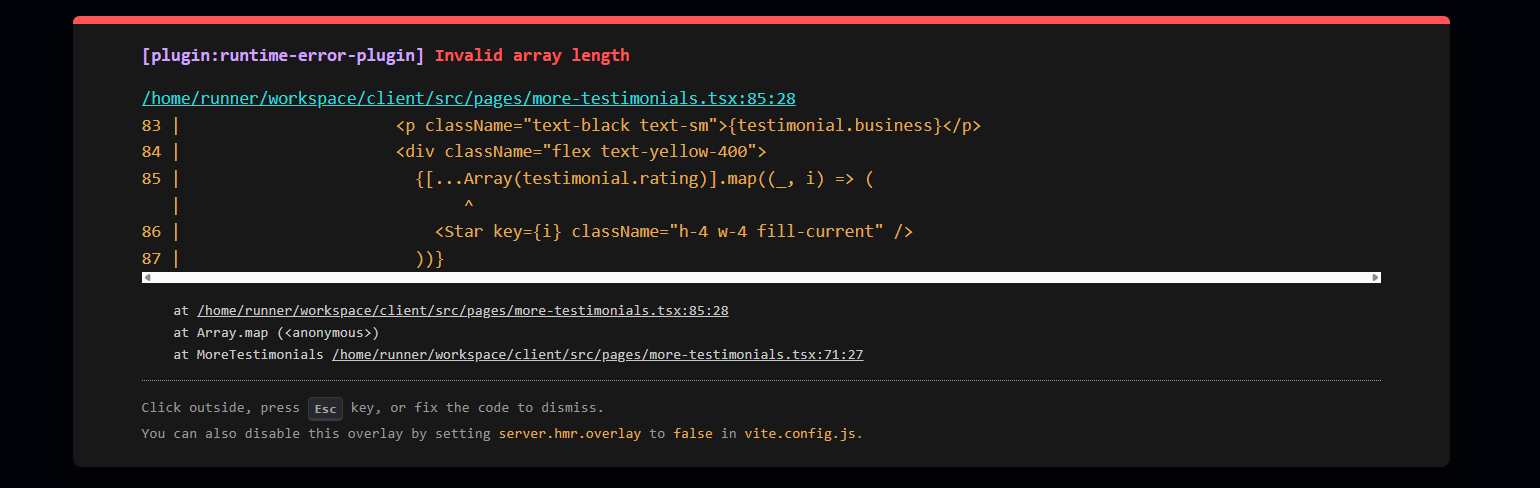 [plugin:runtime-error-plugin] Invalid array length
/home/runner/workspace/client/src/pages/more-testimonials.tsx:85:28
83 |                      <p className="text-black text-sm">{testimonial.business}</p>
84 |                      <div className="flex text-yellow-400">
85 |                        {[...Array(testimonial.rating)].map((_, i) => (
   |                             ^
86 |                          <Star key={i} className="h-4 w-4 fill-current" />
87 |                        ))}
at /home/runner/workspace/client/src/pages/more-testimonials.tsx:85:28
at Array.map (<anonymous>)
at MoreTestimonials /home/runner/workspace/client/src/pages/more-testimonials.tsx:71:27
Click outside, press Esc key, or fix the code to dismiss.
You can also disable this overlay by setting server.hmr.overlay to false in vite.config.js.